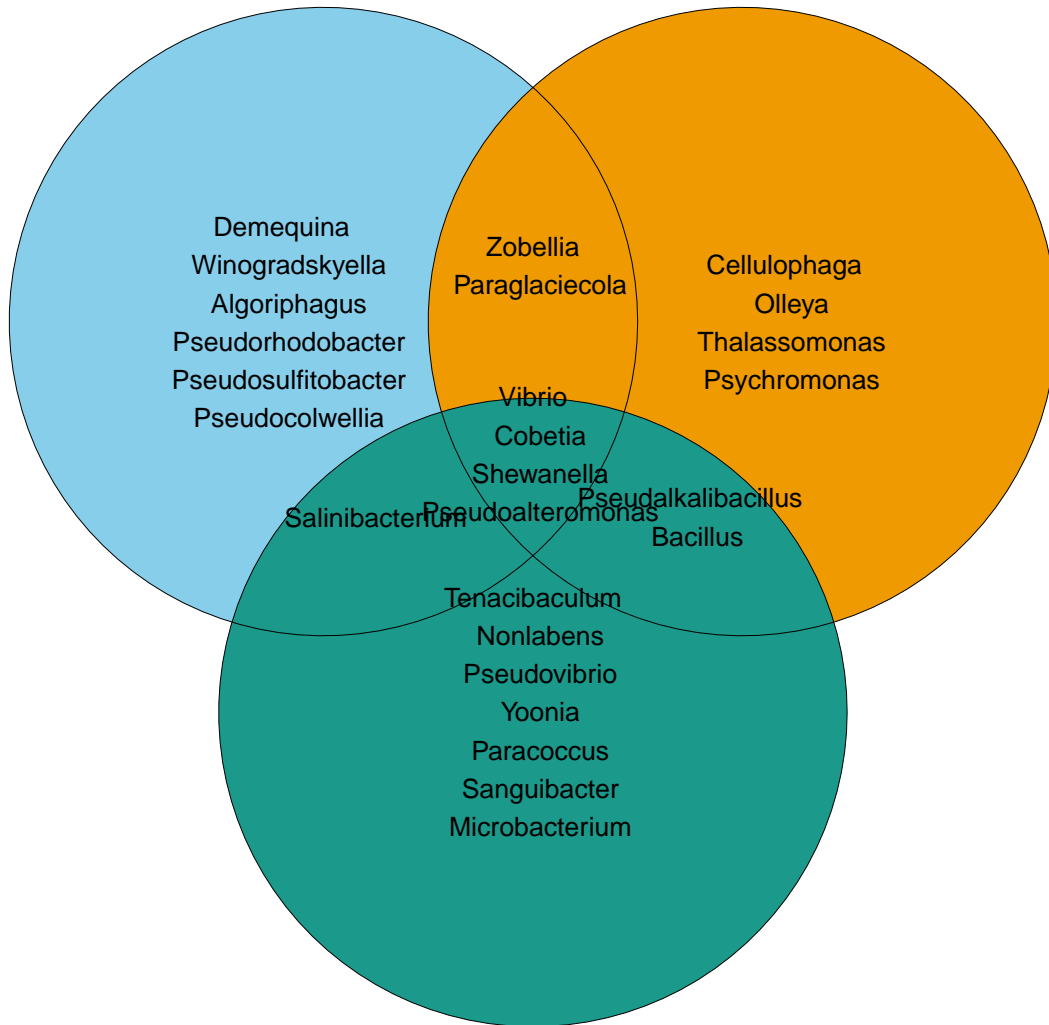 Demequina
Winogradskyella
Algoriphagus
Pseudorhodobacter
Pseudosulfitobacter
Pseudocolwellia
Zobellia
Paraglaciecola
Cellulophaga
Olleya
Thalassomonas
Psychromonas
Vibrio
Cobetia
Shewanella
Pseudoalteromonas
Salinibacterium
Pseudalkalibacillus
Bacillus
Tenacibaculum
Nonlabens
Pseudovibrio
Yoonia
Paracoccus
Sanguibacter
Microbacterium